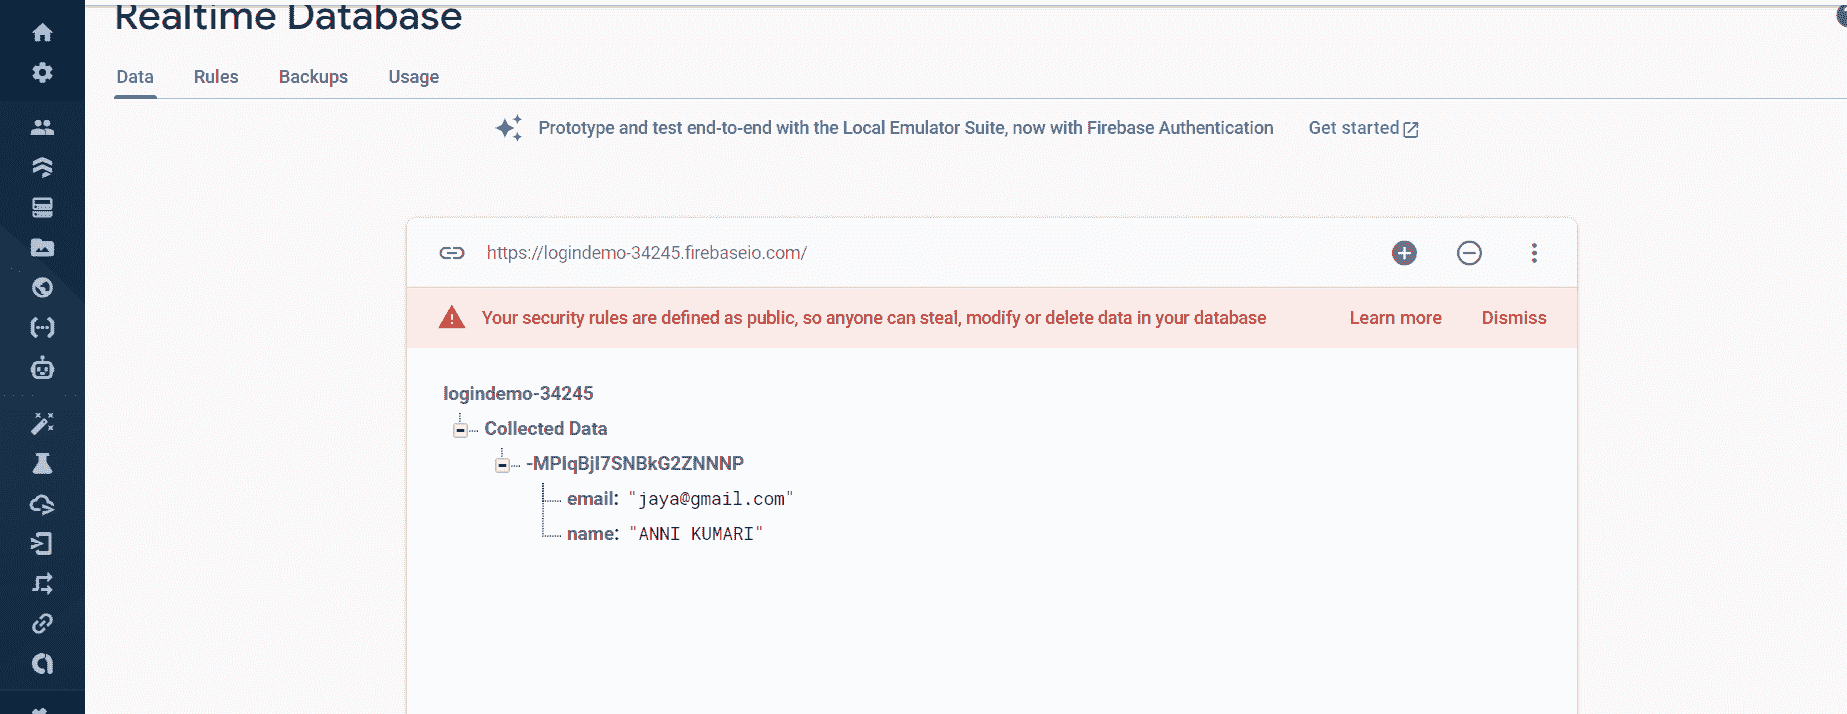 Realtime Database
Data Rules Backups Usage
Prototype and test end-to-end with the Local Emulator Suite, now with Firebase Authentication Get started
https://logindemo-34245.firebaseio.com/
Your security rules are defined as public, so anyone can steal, modify or delete data in your database Learn more Dismiss
logindemo-34245
Collected Data
-MPIqBjI7SNBkG2ZNNNP
email: "jaya@gmail.com"
name: "ANNI KUMARI"